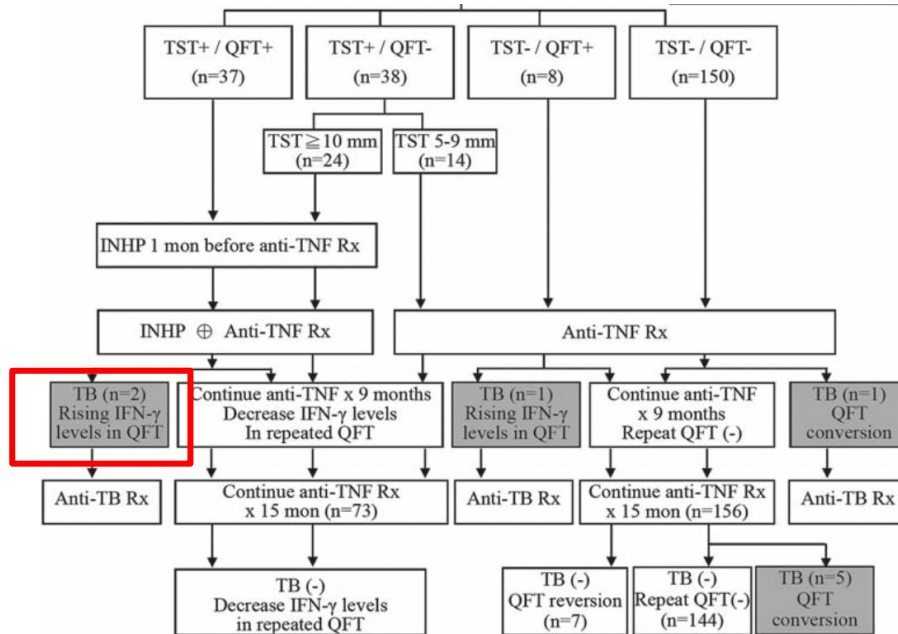 TST+ / QFT+
(n=37)
TST+ / QFT-
(n=38)
TST- / QFT+
(n=8)
TST- / QFT-
(n=150)
TST ≧ 10 mm
(n=24)
TST 5-9 mm
(n=14)
INHP 1 mon before anti-TNF Rx
INHP ⊕ Anti-TNF Rx
Anti-TNF Rx
TB (n=2)
Rising IFN-γ
levels in QFT
Continue anti-TNF x 9 months
Decrease IFN-γ levels
In repeated QFT
TB (n=1)
Rising IFN-γ
levels in QFT
Continue anti-TNF
x 9 months
Repeat QFT (-)
TB (n=1)
QFT
conversion
Anti-TB Rx
Continue anti-TNF Rx
x 15 mon (n=73)
Anti-TB Rx
Continue anti-TNF Rx
x 15 mon (n=156)
Anti-TB Rx
TB (-)
Decrease IFN-γ levels
in repeated QFT
TB (-)
QFT reversion
(n=7)
TB (-)
Repeat QFT(-)
(n=144)
TB (n=5)
QFT
conversion